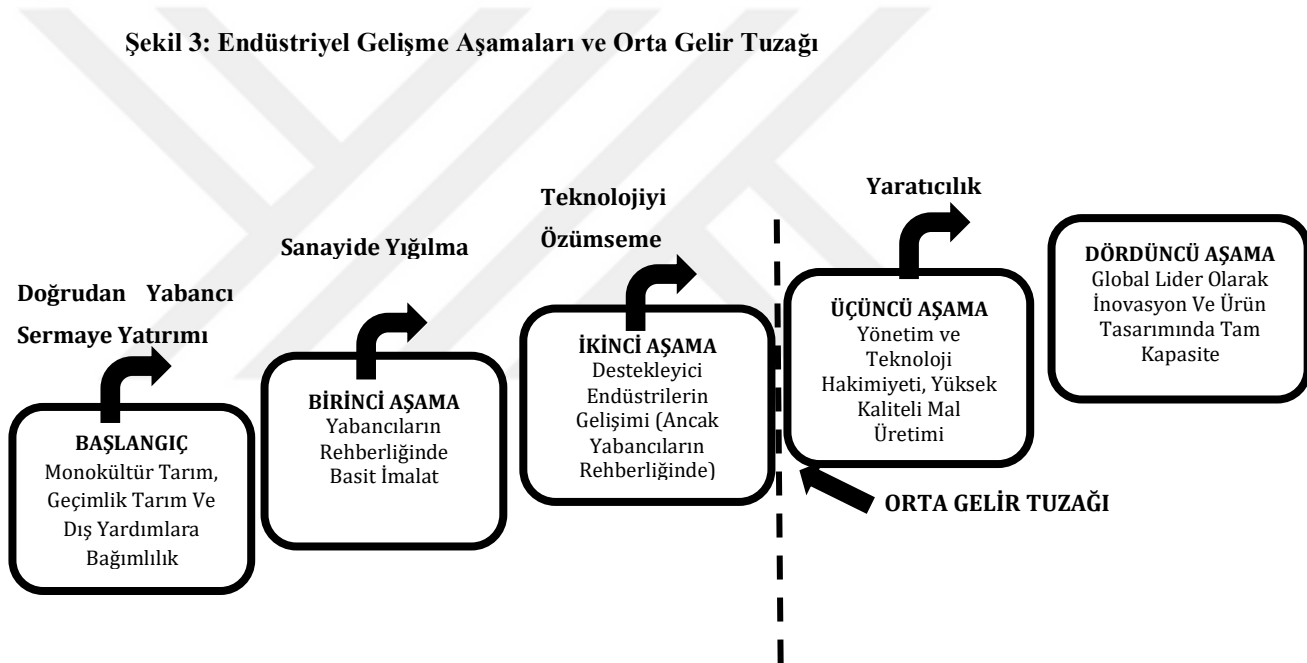 Şekil 3: Endüstriyel Gelişme Aşamaları ve Orta Gelir Tuzağı
Doğrudan Yabancı
Sermaye Yatırımı
BAŞLANGIÇ
Monokültür Tarım,
Geçimlik Tarım Ve
Dış Yardımlara
Bağımlılık
Sanayide Yığılma
BİRİNCİ AŞAMA
Yabancıların
Rehberliğinde
Basit İmalat
Teknolojiyi
Özümseme
İKİNCİ AŞAMA
Destekleyici
Endüstrilerin
Gelişimi (Ancak
Yabancıların
Rehberliğinde)
Yaratıcılık
ÜÇÜNCÜ AŞAMA
Yönetim ve
Teknoloji
Hakimiyeti, Yüksek
Kaliteli Mal
Üretimi
ORTA GELİR TUZAĞI
DÖRDÜNCÜ AŞAMA
Global Lider Olarak
İnovasyon Ve Ürün
Tasarımında Tam
Kapasite